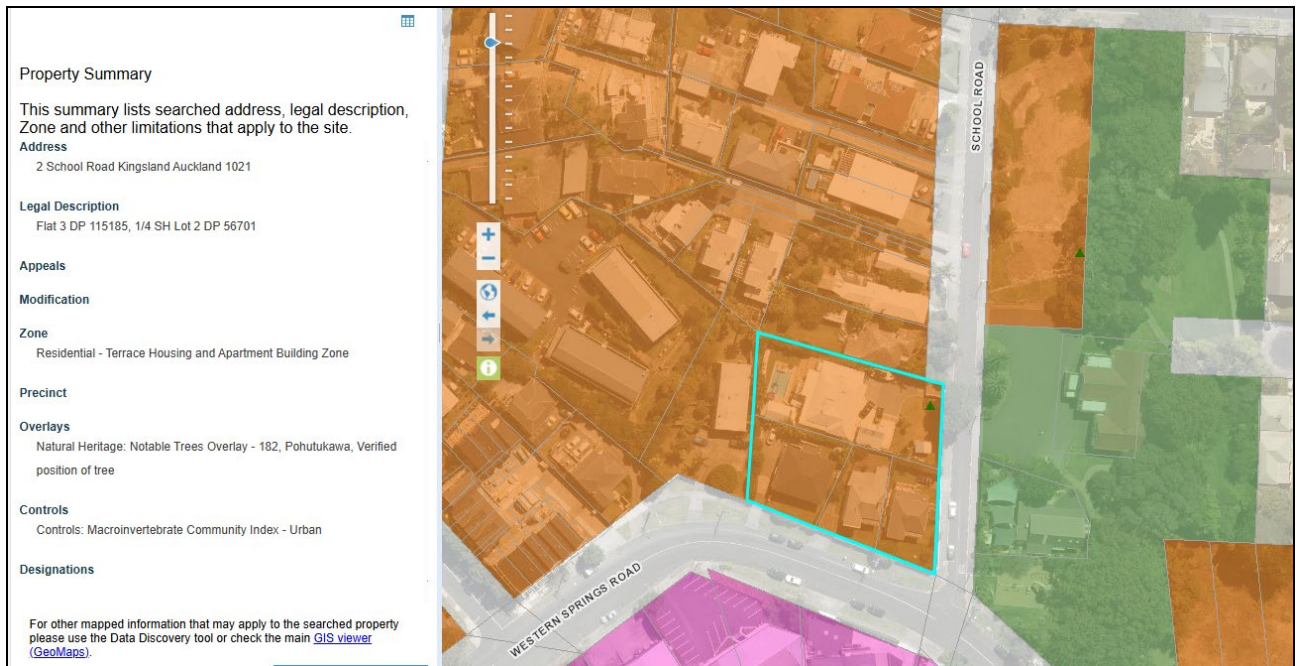 Property Summary
This summary lists searched address, legal description,
Zone and other limitations that apply to the site.
Address
2 School Road Kingsland Auckland 1021
Legal Description
Flat 3 DP 115185, 1/4 SH Lot 2 DP 56701
Appeals
Modification
Zone
Residential - Terrace Housing and Apartment Building Zone
Precinct
Overlays
Natural Heritage: Notable Trees Overlay - 182, Pohutukawa, Verified
position of tree
Controls
Controls: Macroinvertebrate Community Index - Urban
Designations
For other mapped information that may apply to the searched property
please use the Data Discovery tool or check the main GIS viewer
(GeoMaps).
SCHOOL ROAD
WESTERN SPRINGS ROAD